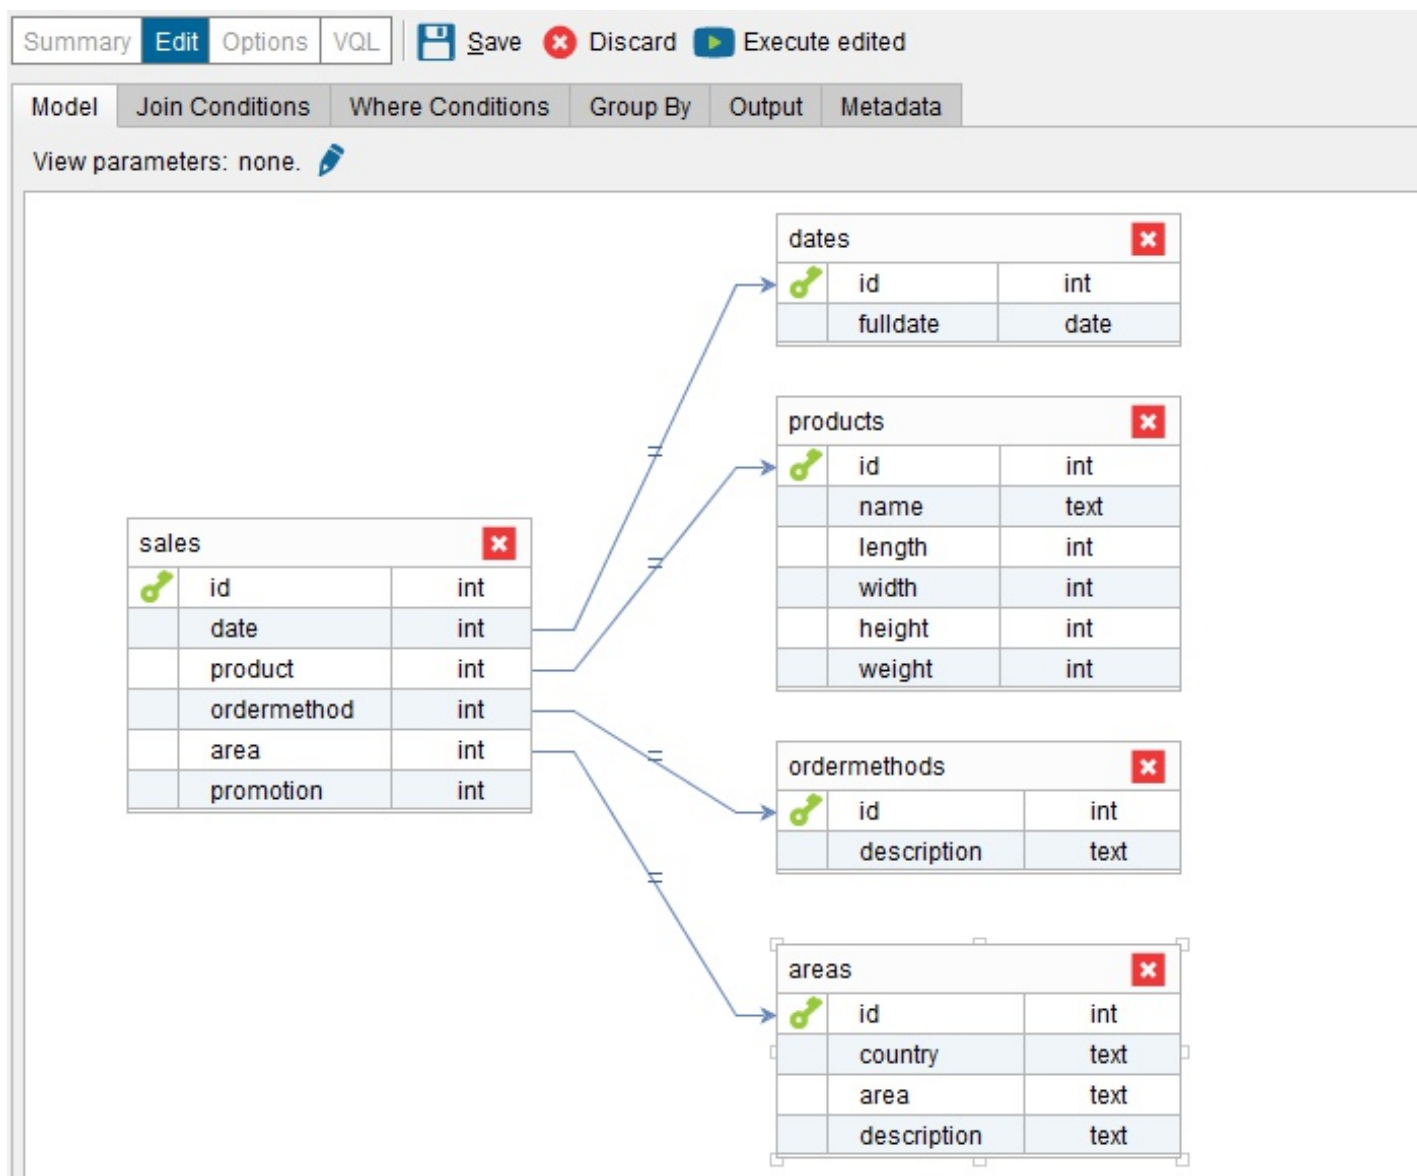 Summary Edit Options VQL Save Discard Execute edited
Model Join Conditions Where Conditions Group By Output Metadata
View parameters: none.
dates
id int
fulldate date
products
id int
name text
length int
width int
height int
weight int
sales
id int
date int
product int
ordermethod int
area int
promotion int
ordermethods
id int
description text
areas
id int
country text
area text
description text